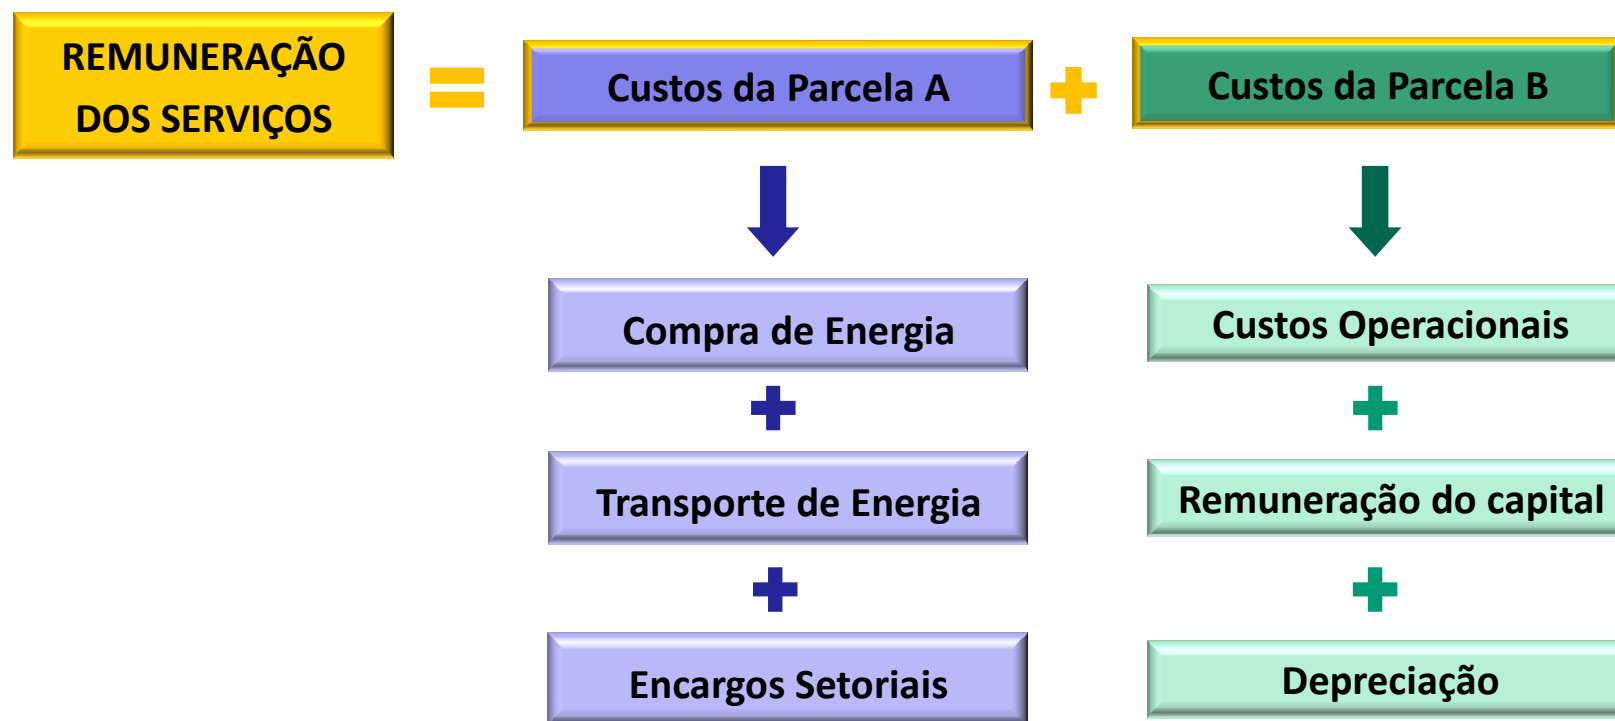 REMUNERAÇÃO
DOS SERVIÇOS
=
Custos da Parcela A
+
Custos da Parcela B
Compra de Energia
+
Transporte de Energia
+
Encargos Setoriais
Custos Operacionais
+
Remuneração do capital
+
Depreciação